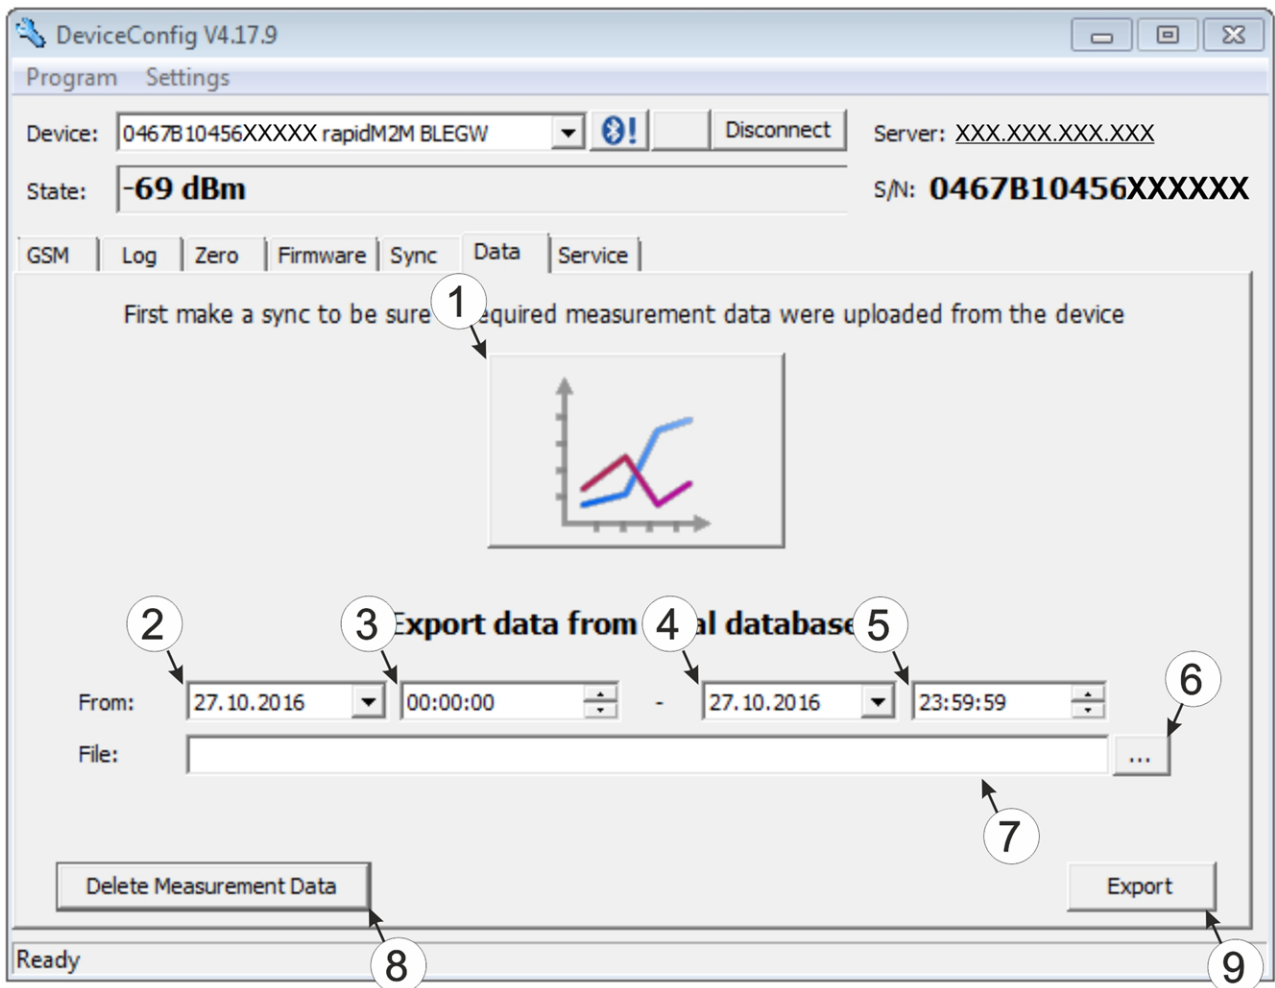 DeviceConfig V4.17.9
Program Settings
Device: 0467B10456XXXXX rapidM2M BLEGW ! Disconnect Server: XXX.XXX.XXX.XXX
State: -69 dBm S/N: 0467B10456XXXXXX
GSM Log Zero Firmware Sync Data Service
1
First make a sync to be sure equired measurement data were uploaded from the device
2 3 Export data from al database 4 5
From: 27.10.2016 00:00:00 - 27.10.2016 23:59:59 6
File: ...
7
Delete Measurement Data Export
8 9
Ready